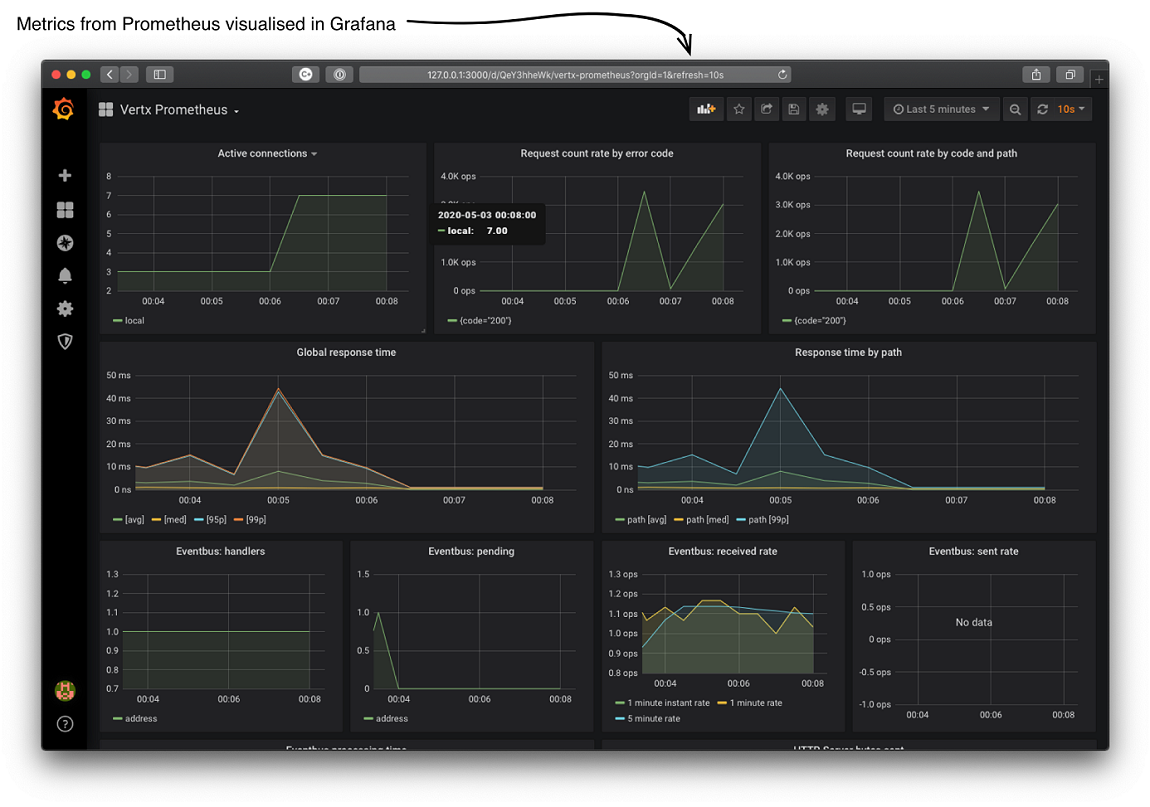 Metrics from Prometheus visualised in Grafana
127.0.0.1:3000/d/QeY3hheWk/vertx-prometheus?orgId=1&refresh=10s
Vertx Prometheus
Last 5 minutes
10s
Active connections
8
7
6
5
4
3
2
00:04 00:05 00:06 00:07 00:08
local
Request count rate by error code
4.0K ops
2020-05-03 00:08:00
local: 7.00
1.0K ops
0 ops
00:04 00:05 00:06 00:07 00:08
{code="200"}
Request count rate by code and path
4.0K ops
3.0K ops
2.0K ops
1.0K ops
0 ops
00:04 00:05 00:06 00:07 00:08
{code="200"}
Global response time
50 ms
40 ms
30 ms
20 ms
10 ms
0 ns
00:04 00:05 00:06 00:07 00:08
[avg] [med] [95p] [99p]
Response time by path
50 ms
40 ms
30 ms
20 ms
10 ms
0 ns
00:04 00:05 00:06 00:07 00:08
path [avg] path [med] path [99p]
Eventbus: handlers
1.3
1.2
1.1
1.0
0.9
0.8
0.7
00:04 00:06 00:08
address
Eventbus: pending
1.5
1.0
0.5
0
00:04 00:06 00:08
address
Eventbus: received rate
1.3 ops
1.2 ops
1.1 ops
1.0 ops
0.9 ops
0.8 ops
00:04 00:06 00:08
1 minute instant rate 1 minute rate
5 minute rate
Eventbus: sent rate
1.0 ops
0.5 ops
0 ops
-0.5 ops
-1.0 ops
No data
00:04 00:06 00:08
Eventbus processing time
HTTP Server bytes sent